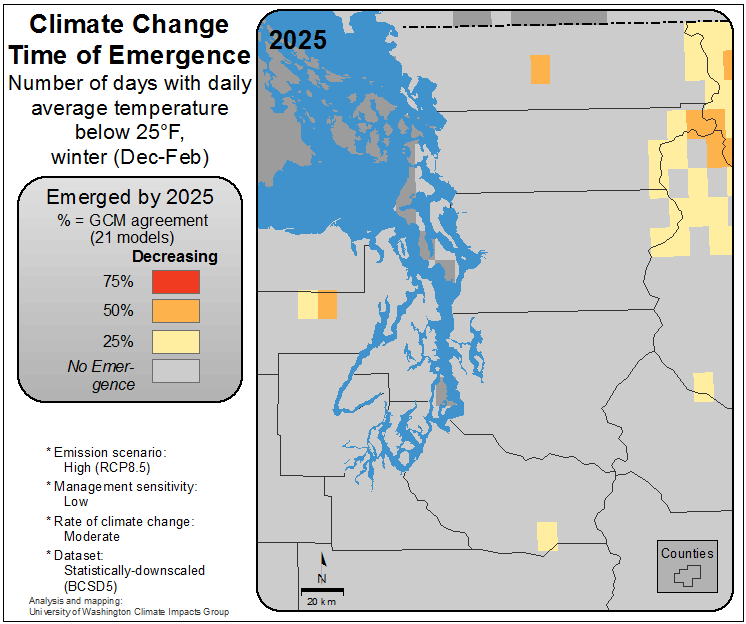 Climate Change
Time of Emergence
Number of days with daily
average temperature
below 25°F,
winter (Dec-Feb)
Emerged by 2025
% = GCM agreement
(21 models)
Decreasing
75%
50%
25%
No Emer-
gence
* Emission scenario:
High (RCP8.5)
* Management sensitivity:
Low
* Rate of climate change:
Moderate
* Dataset:
Statistically-downscaled
(BCSD5)
Analysis and mapping:
University of Washington Climate Impacts Group
2025
N
20 km
Counties